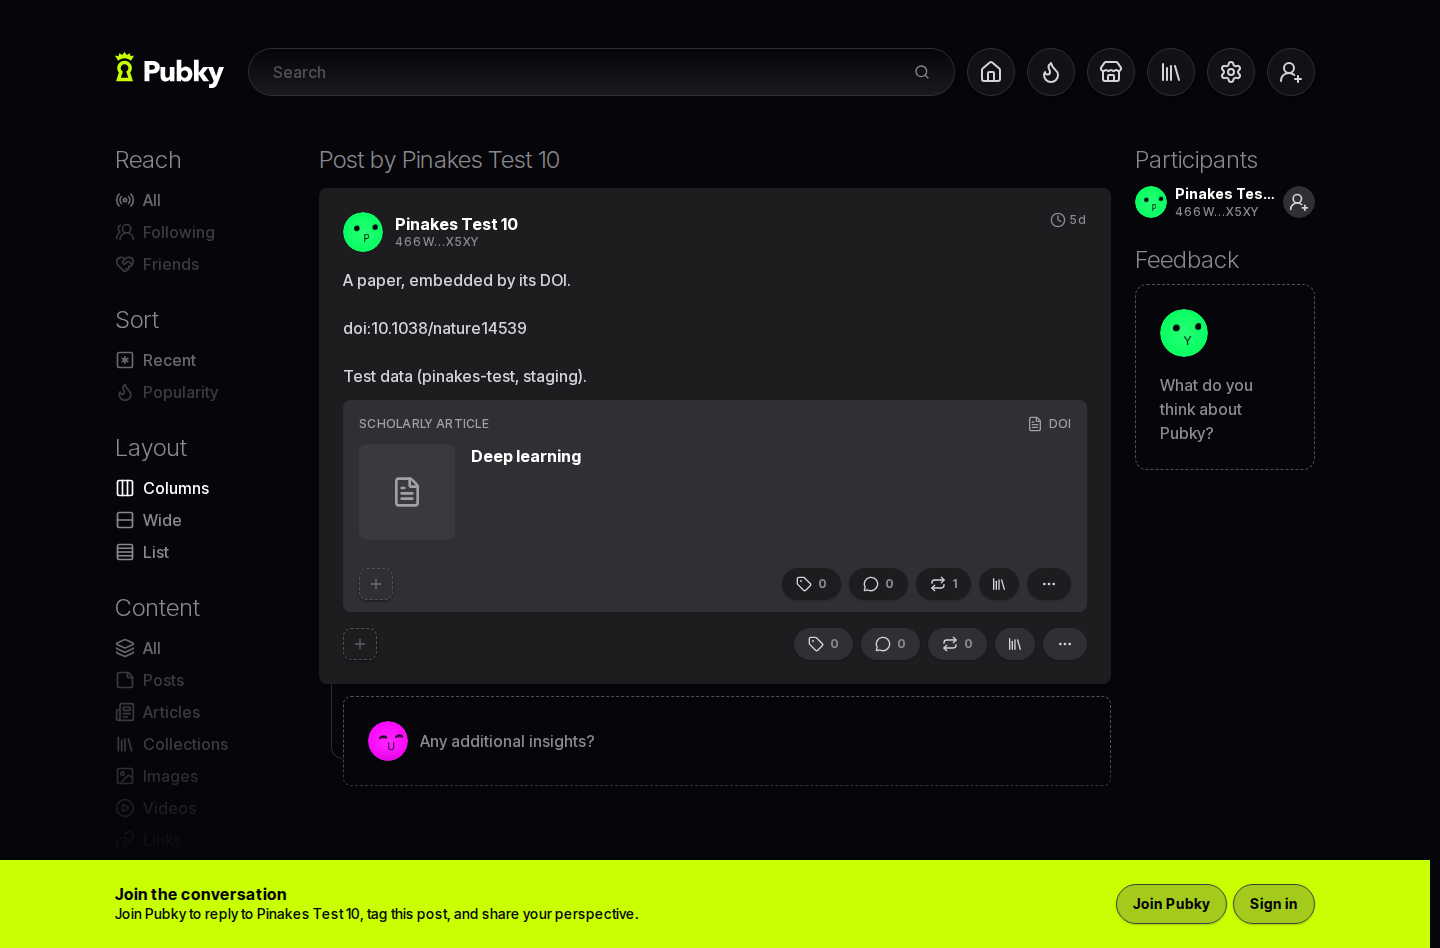 Pubky
Search
Reach
All
Following
Friends
Sort
Recent
Popularity
Layout
Columns
Wide
List
Content
All
Posts
Articles
Collections
Images
Videos
Links
Post by Pinakes Test 10
P
Pinakes Test 10
466W...X5XY
5d
A paper, embedded by its DOI.
doi:10.1038/nature14539
Test data (pinakes-test, staging).
SCHOLARLY ARTICLE
DOI
Deep learning
0
0
1
0
0
0
U
Any additional insights?
Participants
P
Pinakes Tes...
466W...X5XY
Feedback
Y
What do you
think about
Pubky?
Join the conversation
Join Pubky to reply to Pinakes Test 10, tag this post, and share your perspective.
Join Pubky
Sign in